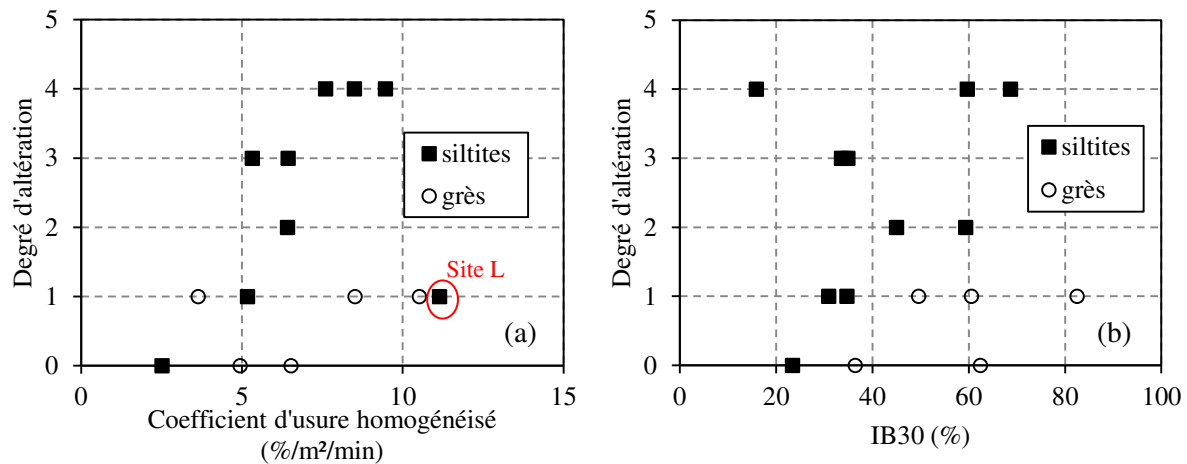 5
4
3
2
1
0
Degré d'altération
siltites
grès
Site L
(a)
0
5
10
15
Coefficient d'usure homogénéisé
(%/m²/min)
5
4
3
2
1
0
Degré d'altération
siltites
grès
(b)
0
20
40
60
80
100
IB30 (%)